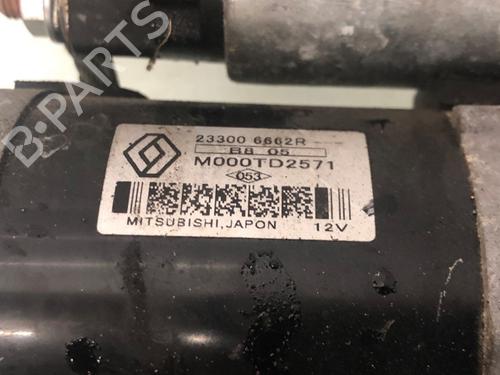 B-PARTS
23300 6662R
B8 05
M000TD2571
053
MITSUBISHI, JAPON 12V